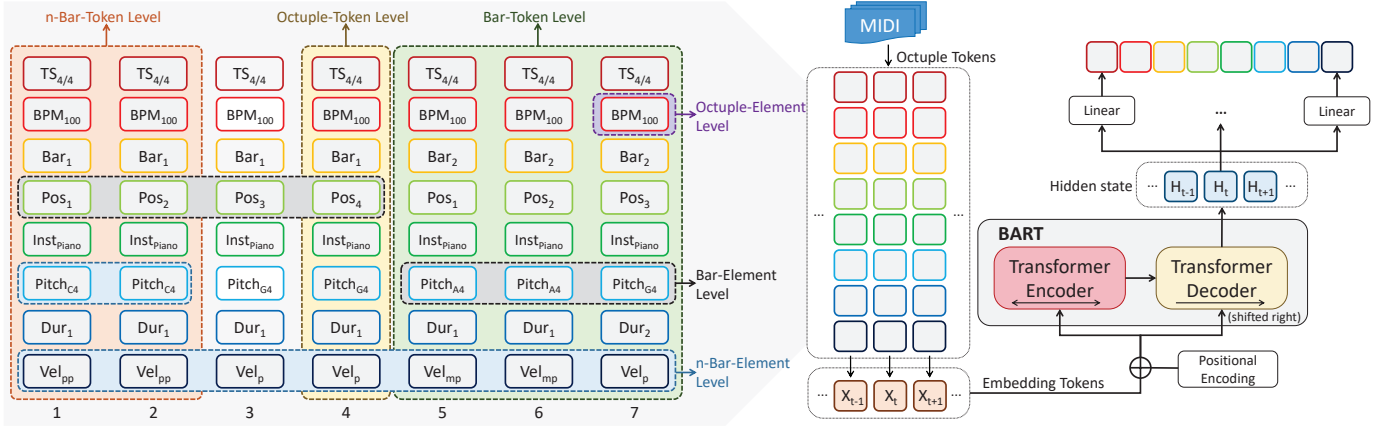 n-Bar-Token Level
Octuple-Token Level
Bar-Token Level
TS4/4 TS4/4 TS4/4 TS4/4 TS4/4 TS4/4 TS4/4
BPM100 BPM100 BPM100 BPM100 BPM100 BPM100 BPM100
Octuple-Element
Level
Bar1 Bar1 Bar1 Bar1 Bar2 Bar2 Bar2
Pos1 Pos2 Pos3 Pos4 Pos1 Pos2 Pos3
InstPiano InstPiano InstPiano InstPiano InstPiano InstPiano InstPiano
PitchC4 PitchC4 PitchG4 PitchG4 PitchA4 PitchA4 PitchG4
Bar-Element
Level
Dur1 Dur1 Dur1 Dur1 Dur1 Dur1 Dur2
Velpp Velpp Velp Velp Velmp Velmp Velp
n-Bar-Element
Level
1 2 3 4 5 6 7
MIDI
Octuple Tokens
... ...
... Xt-1 Xt Xt+1 ...
Embedding Tokens
Linear ... Linear
Hidden state
... Ht-1 Ht Ht+1 ...
BART
Transformer
Encoder
Transformer
Decoder
(shifted right)
Positional
Encoding